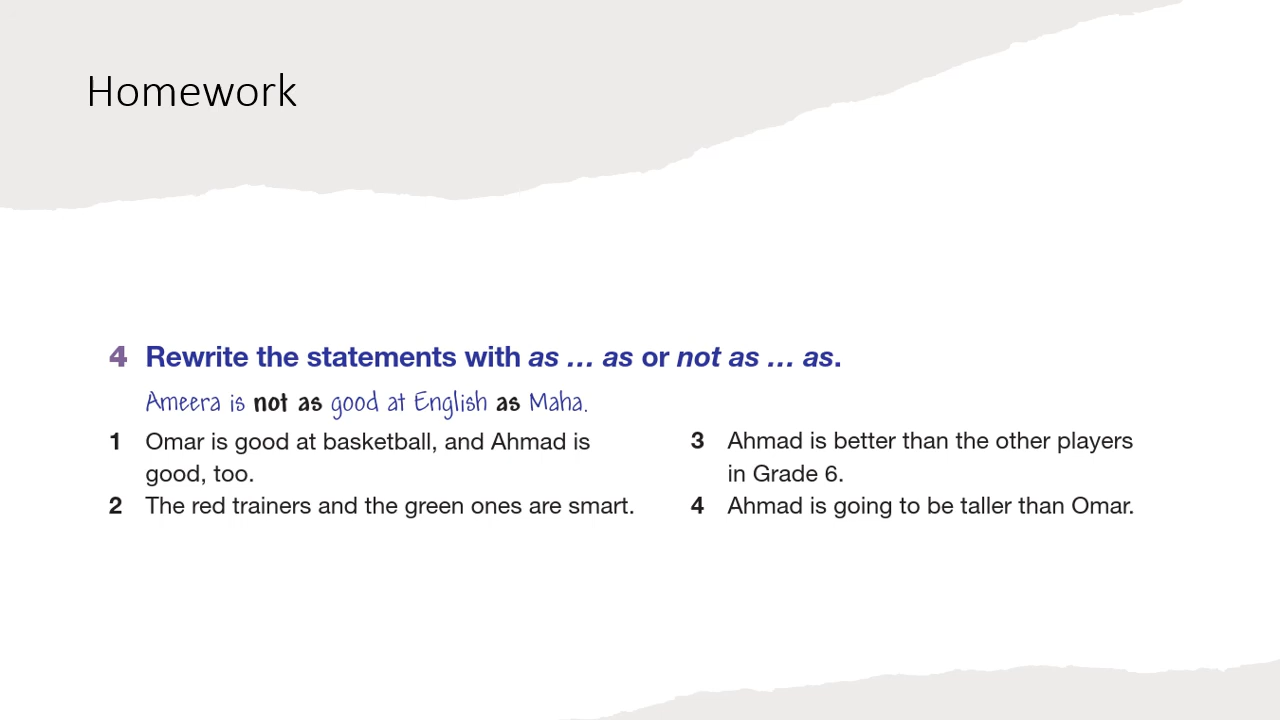 Homework
4 Rewrite the statements with as ... as or not as ... as.
Ameera is not as good at English as Maha.
1 Omar is good at basketball, and Ahmad is
good, too.
2 The red trainers and the green ones are smart.
3 Ahmad is better than the other players
in Grade 6.
4 Ahmad is going to be taller than Omar.